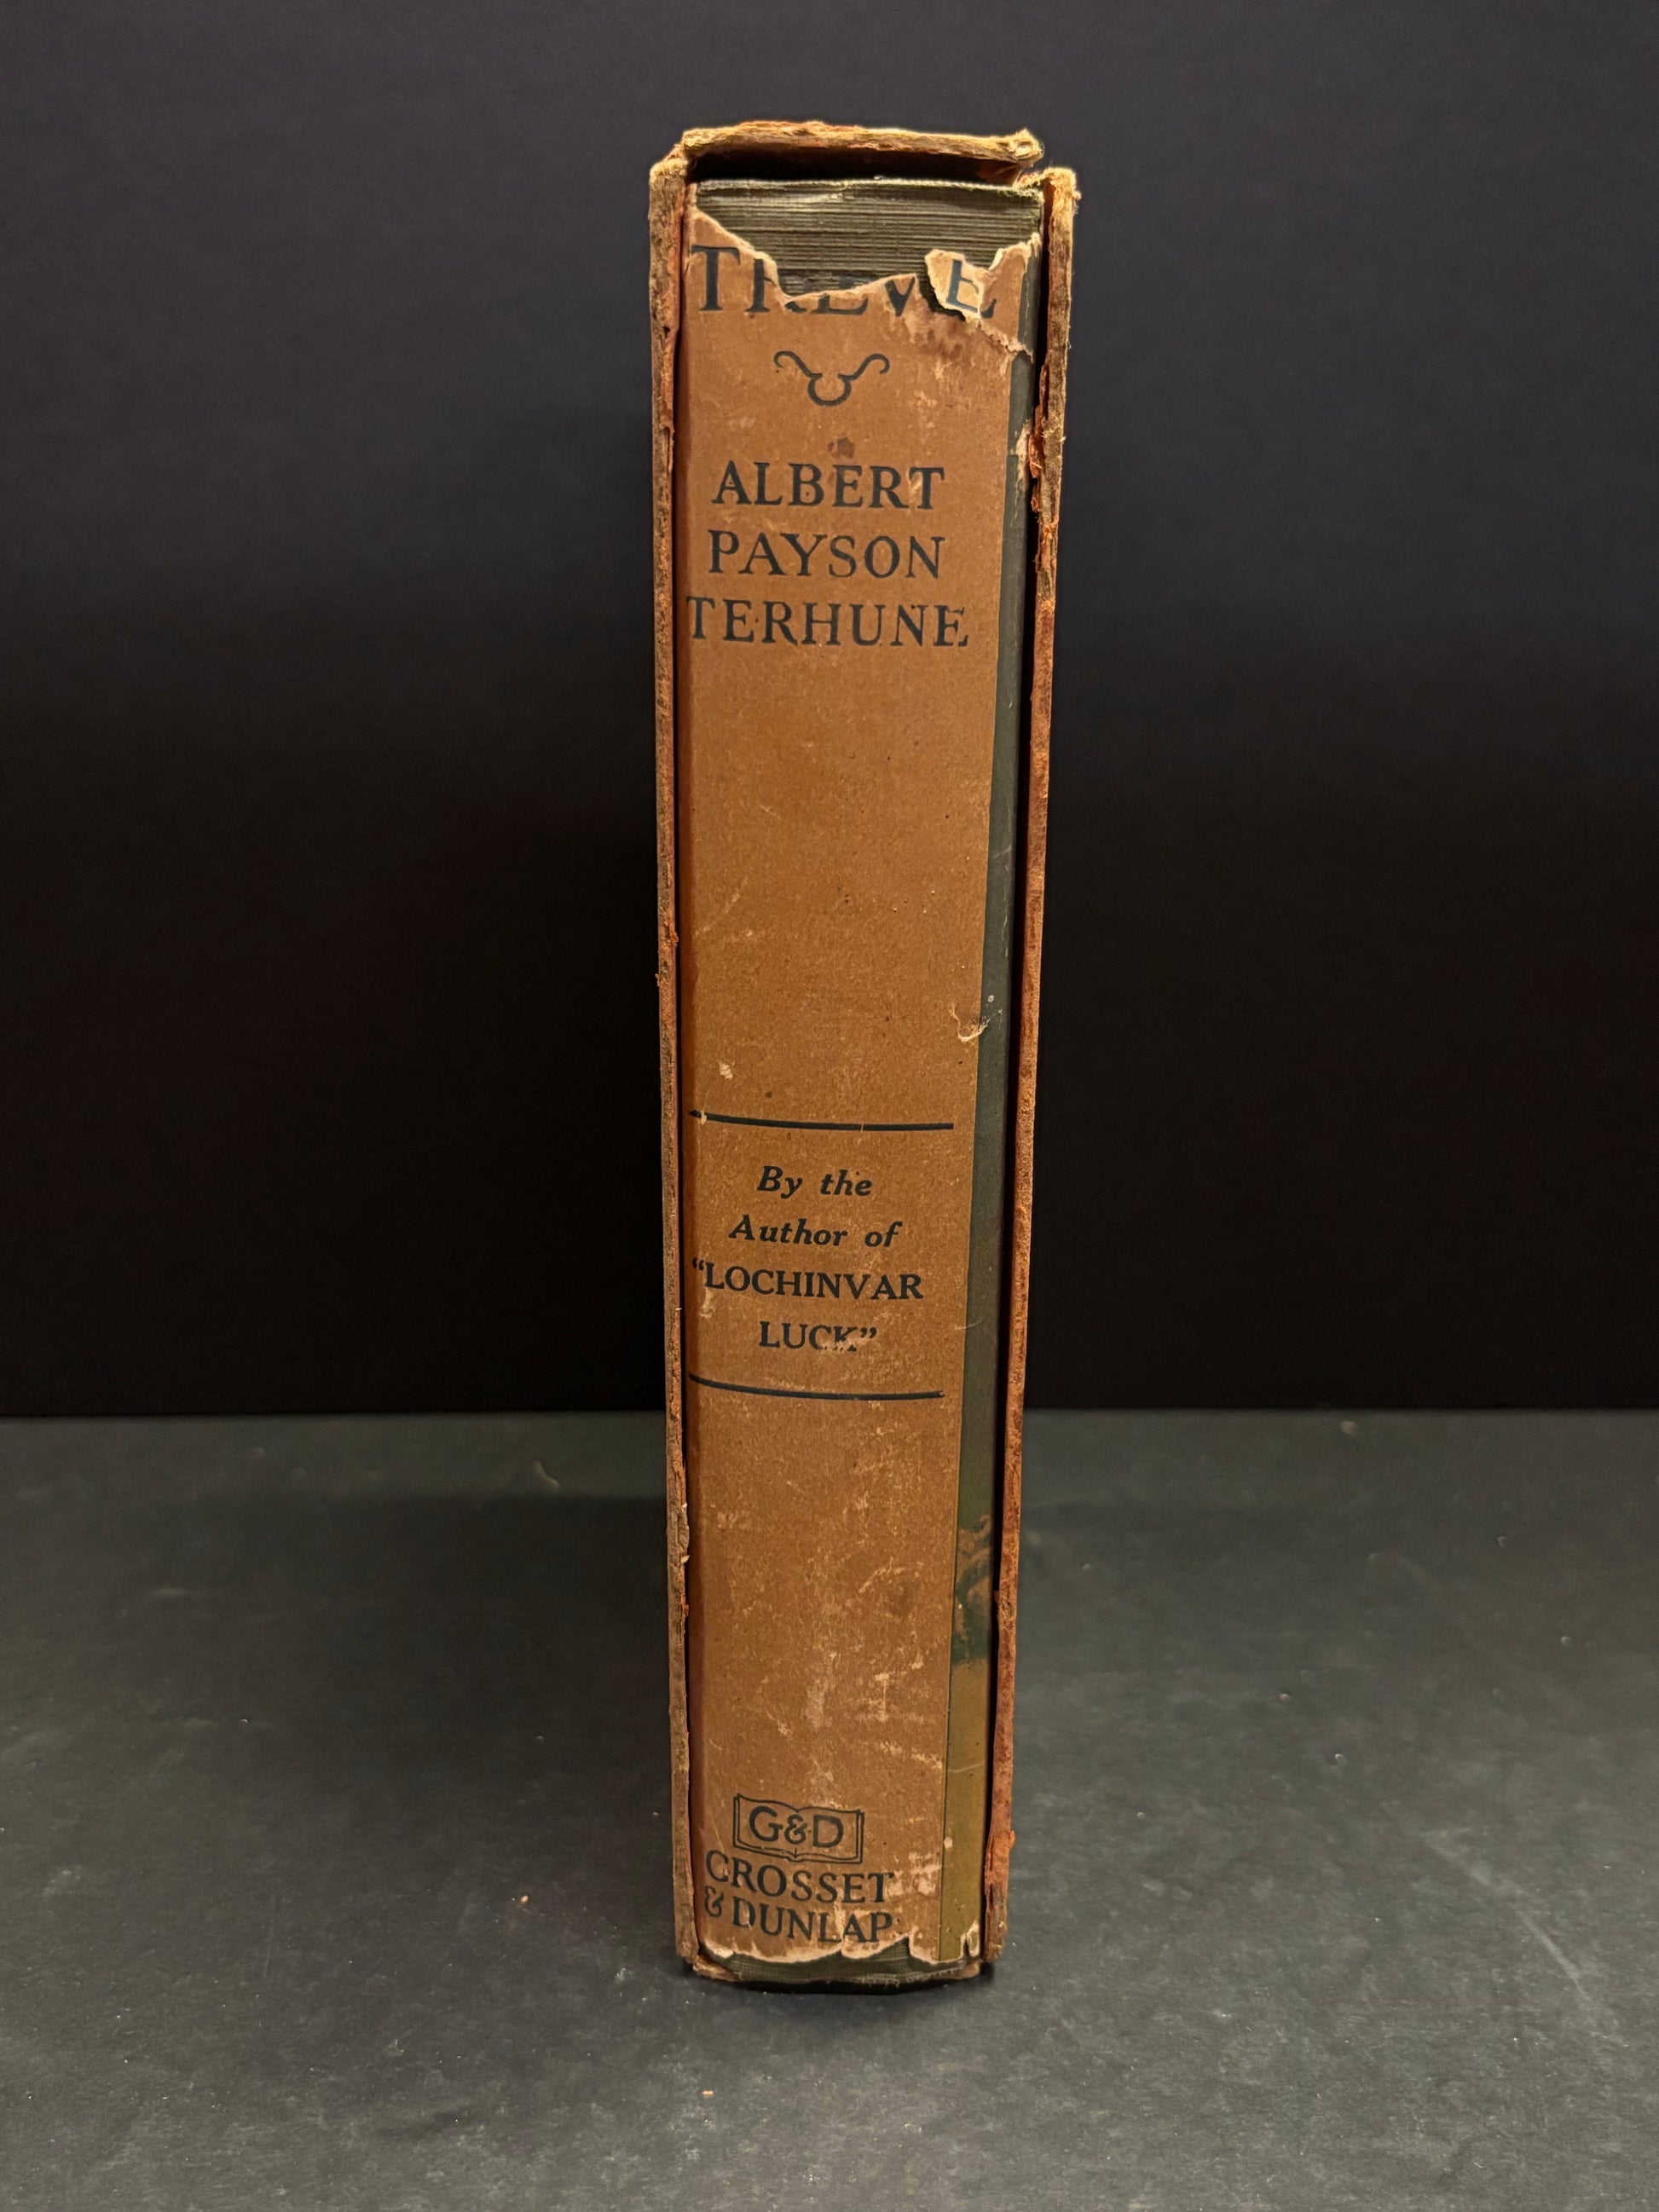 TREVE
ALBERT
PAYSON
TERHUNE
By the
Author of
"LOCHINVAR
LUCK"
G&D
GROSSET
& DUNLAP